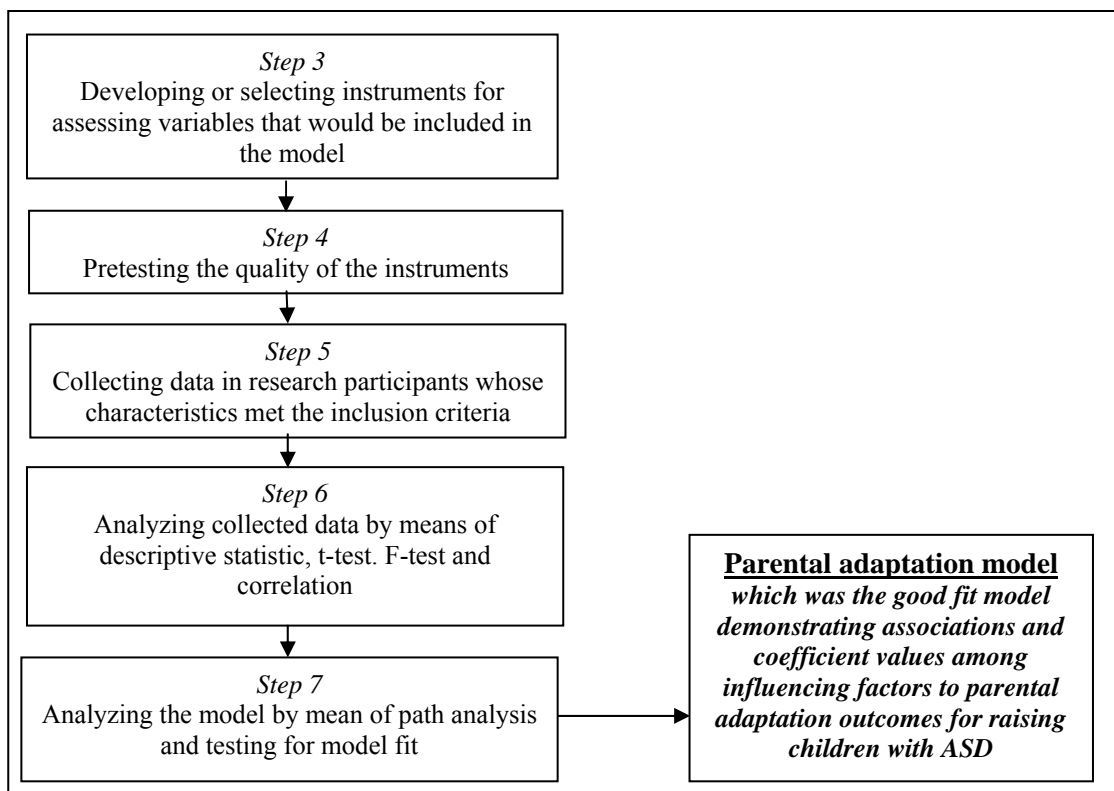 Step 3
Developing or selecting instruments for
assessing variables that would be included in
the model
Step 4
Pretesting the quality of the instruments
Step 5
Collecting data in research participants whose
characteristics met the inclusion criteria
Step 6
Analyzing collected data by means of
descriptive statistic, t-test. F-test and
correlation
Step 7
Analyzing the model by mean of path analysis
and testing for model fit
Parental adaptation model
which was the good fit model
demonstrating associations and
coefficient values among
influencing factors to parental
adaptation outcomes for raising
children with ASD